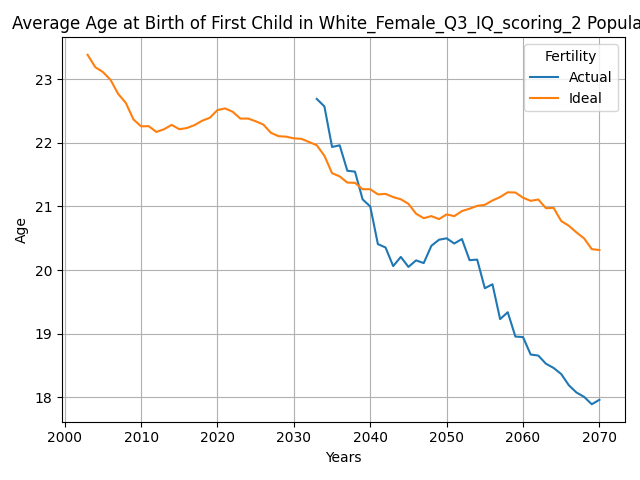 Average Age at Birth of First Child in White_Female_Q3_IQ_scoring_2 Popula
Fertility
Actual
Ideal
Age
23
22
21
20
19
18
2000 2010 2020 2030 2040 2050 2060 2070
Years